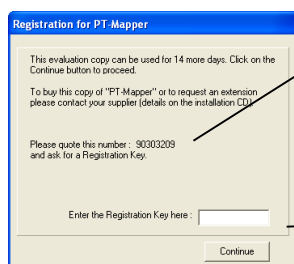 Registration for PT-Mapper
This evaluation copy can be used for 14 more days. Click on the
Continue button to proceed.
To buy this copy of "PT-Mapper" or to request an extension
please contact your supplier (details on the installation CD).
Please quote this number : 90303209
and ask for a Registration Key.
Enter the Registration Key here :
Continue